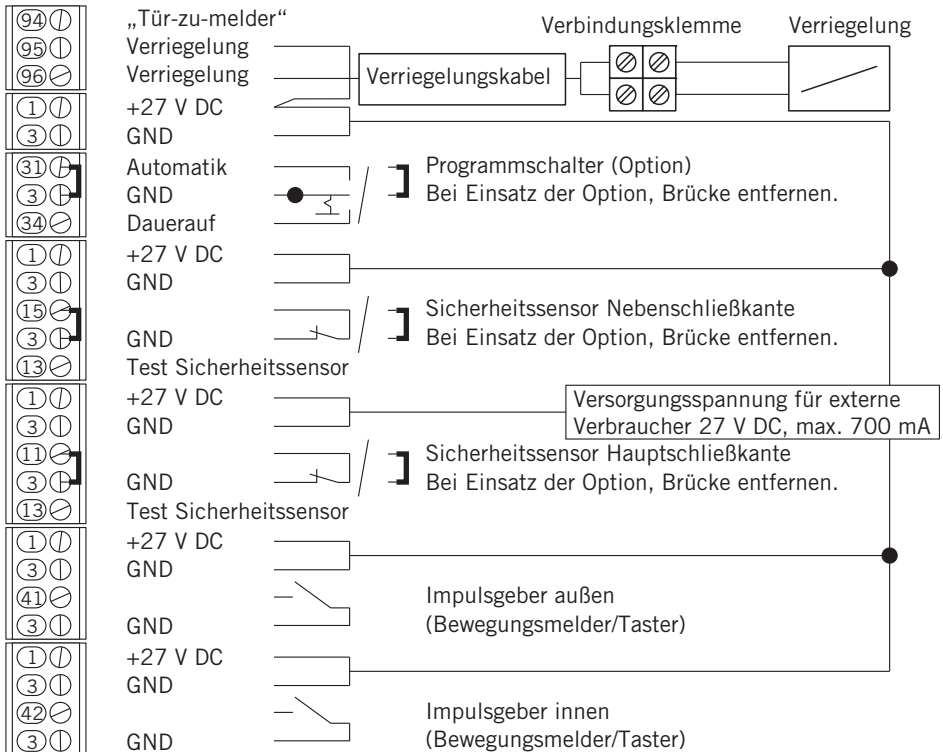 94 „Tür-zu-melder“
95 Verriegelung
96 Verriegelung
Verriegelungskabel
Verbindungsklemme
Verriegelung
1 +27 V DC
3 GND
31 Automatik
3 GND
34 Dauerauf
Programmschalter (Option)
Bei Einsatz der Option, Brücke entfernen.
1 +27 V DC
3 GND
15
3 GND
13 Test Sicherheitssensor
Sicherheitssensor Nebenschließkante
Bei Einsatz der Option, Brücke entfernen.
1 +27 V DC
3 GND
Versorgungsspannung für externe
Verbraucher 27 V DC, max. 700 mA
11
3 GND
13 Test Sicherheitssensor
Sicherheitssensor Hauptschließkante
Bei Einsatz der Option, Brücke entfernen.
1 +27 V DC
3 GND
41
3 GND
Impulsgeber außen
(Bewegungsmelder/Taster)
1 +27 V DC
3 GND
42
3 GND
Impulsgeber innen
(Bewegungsmelder/Taster)